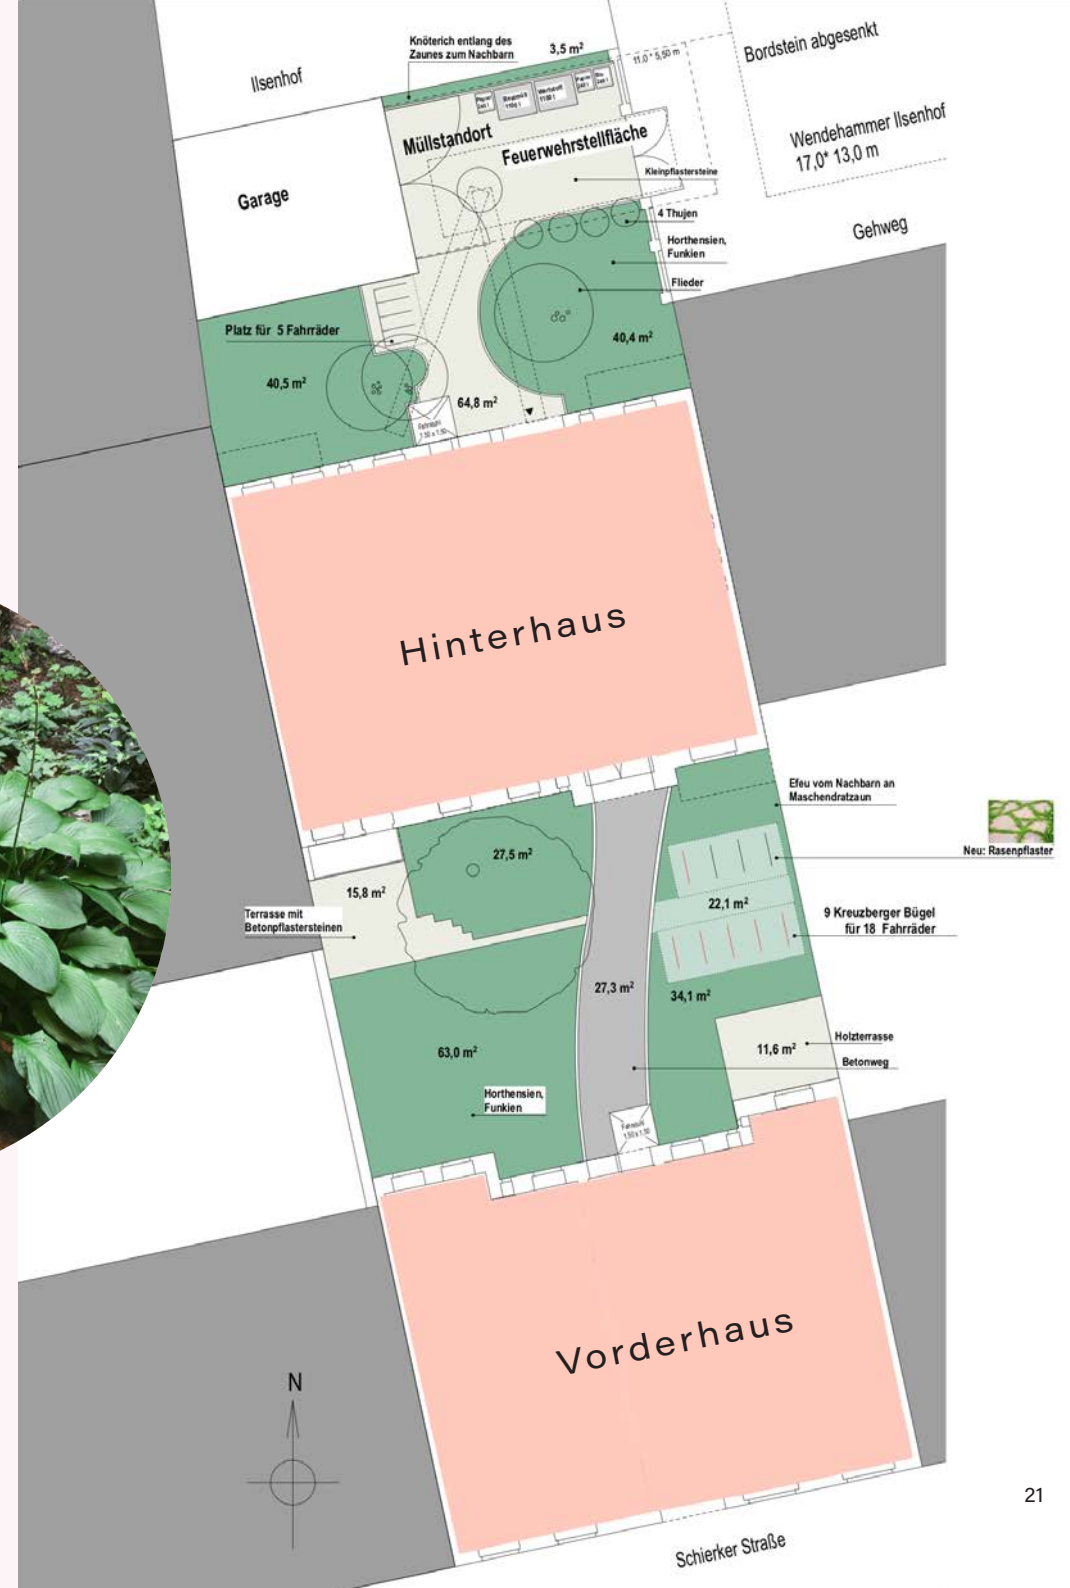 Knöterich entlang des
Zaunes zum Nachbarn
3,5 m²
11,0 * 5,50 m
Bordstein abgesenkt
Ilsenhof
Wendehammer Ilsenhof
17,0* 13,0 m
Müllstandort
Feuerwehrstellfläche
Kleinpflastersteine
Garage
4 Thujen
Gehweg
Horthensien,
Funkien
Flieder
Platz für 5 Fahrräder
40,4 m²
40,5 m²
64,8 m²
Hinterhaus
Efeu vom Nachbarn an
Maschendratzaun
Neu: Rasenpflaster
27,5 m²
15,8 m²
22,1 m²
Terrasse mit
Betonpflastersteinen
9 Kreuzberger Bügel
für 18 Fahrräder
27,3 m²
34,1 m²
Holzterrasse
11,6 m²
63,0 m²
Betonweg
Horthensien,
Funkien
Vorderhaus
N
21
Schierker Straße